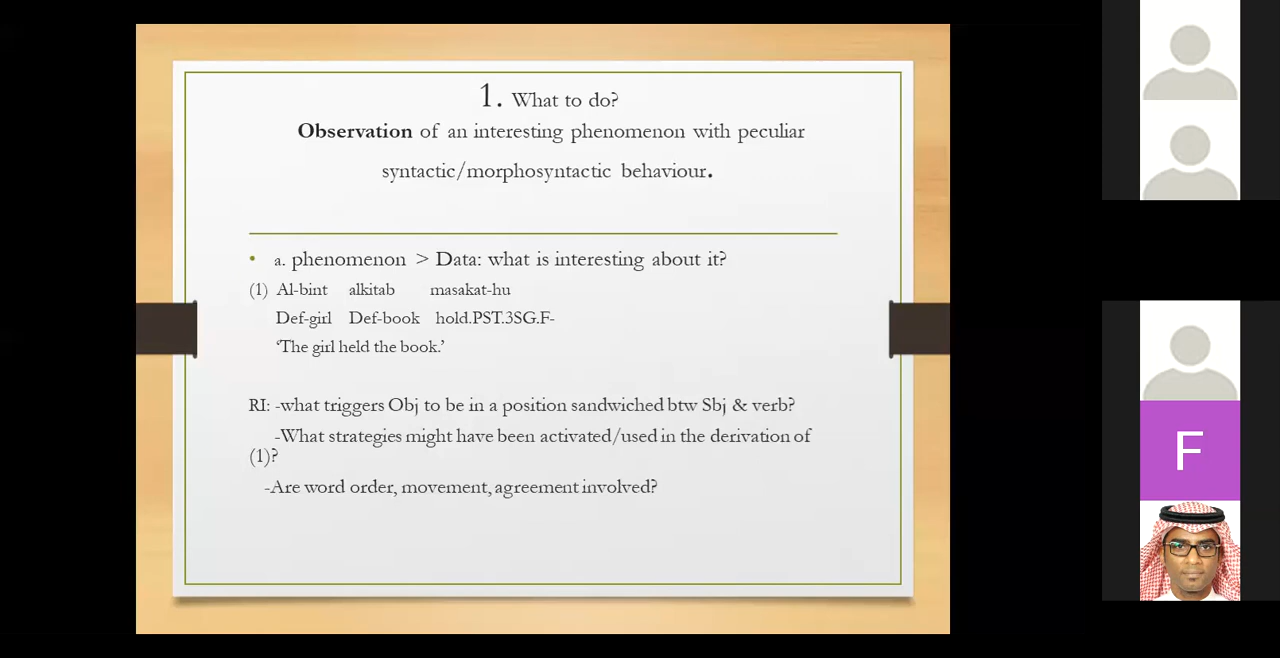 1. What to do?
Observation of an interesting phenomenon with peculiar
syntactic/morphosyntactic behaviour.
• a. phenomenon > Data: what is interesting about it?
(1) Al-bint alkitab masakat-hu
Def-girl Def-book hold.PST.3SG.F-
‘The girl held the book.’
RI: -what triggers Obj to be in a position sandwiched btw Sbj & verb?
-What strategies might have been activated/used in the derivation of
(1)?
-Are word order, movement, agreement involved?
F